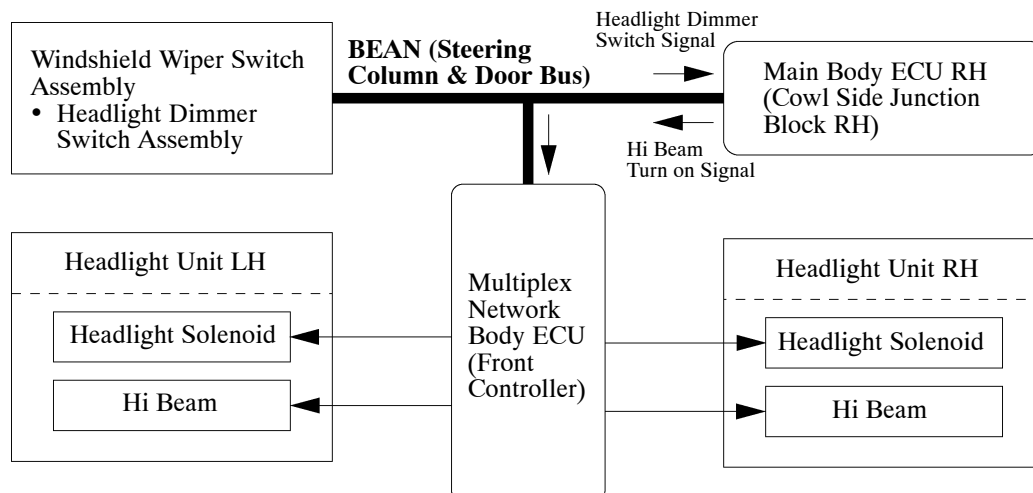 Windshield Wiper Switch
Assembly
• Headlight Dimmer
Switch Assembly
BEAN (Steering
Column & Door Bus)
Headlight Dimmer
Switch Signal
Main Body ECU RH
(Cowl Side Junction
Block RH)
Hi Beam
Turn on Signal
Headlight Unit LH
Headlight Solenoid
Hi Beam
Multiplex
Network
Body ECU
(Front
Controller)
Headlight Unit RH
Headlight Solenoid
Hi Beam